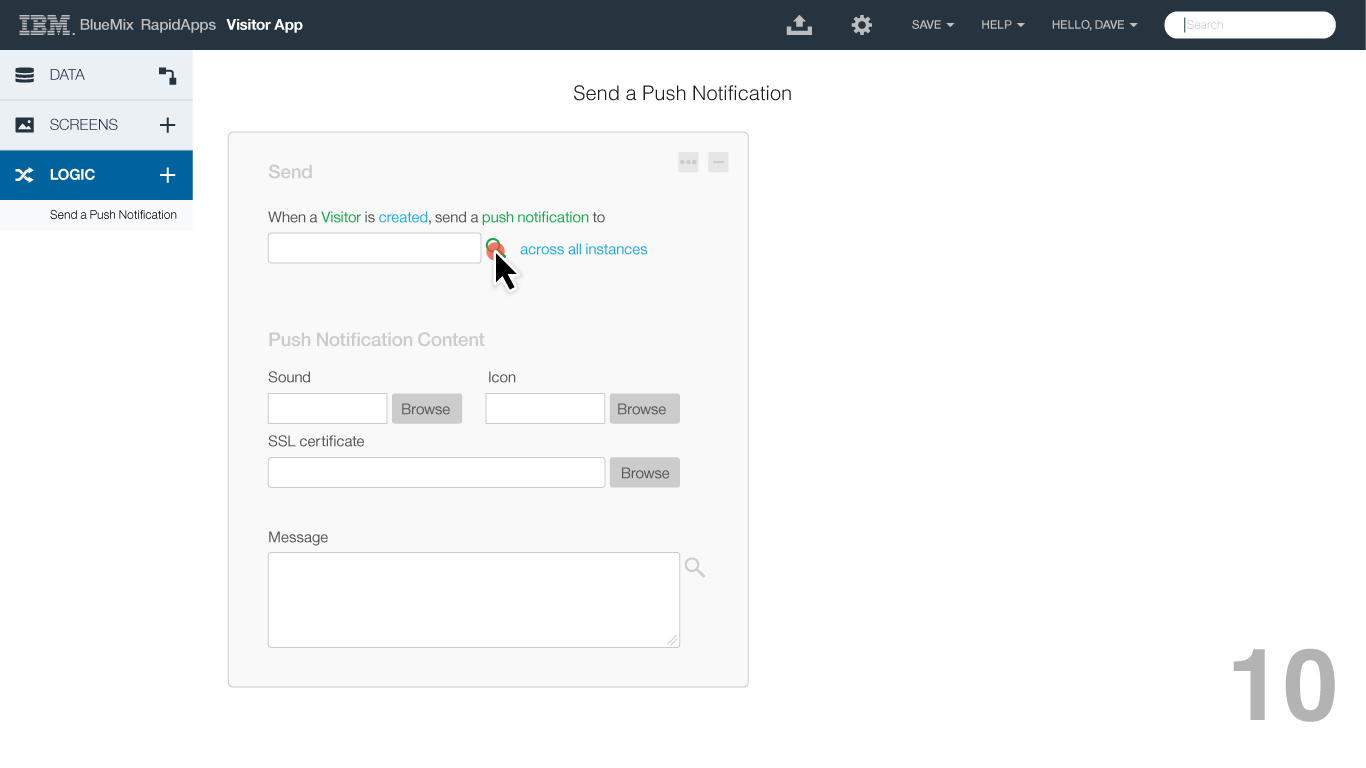 IBM. BlueMix RapidApps Visitor App SAVE HELP HELLO, DAVE Search
DATA
SCREENS
LOGIC
Send a Push Notification
Send a Push Notification
Send
When a Visitor is created, send a push notification to
across all instances
Push Notification Content
Sound Icon
Browse Browse
SSL certificate
Browse
Message
10